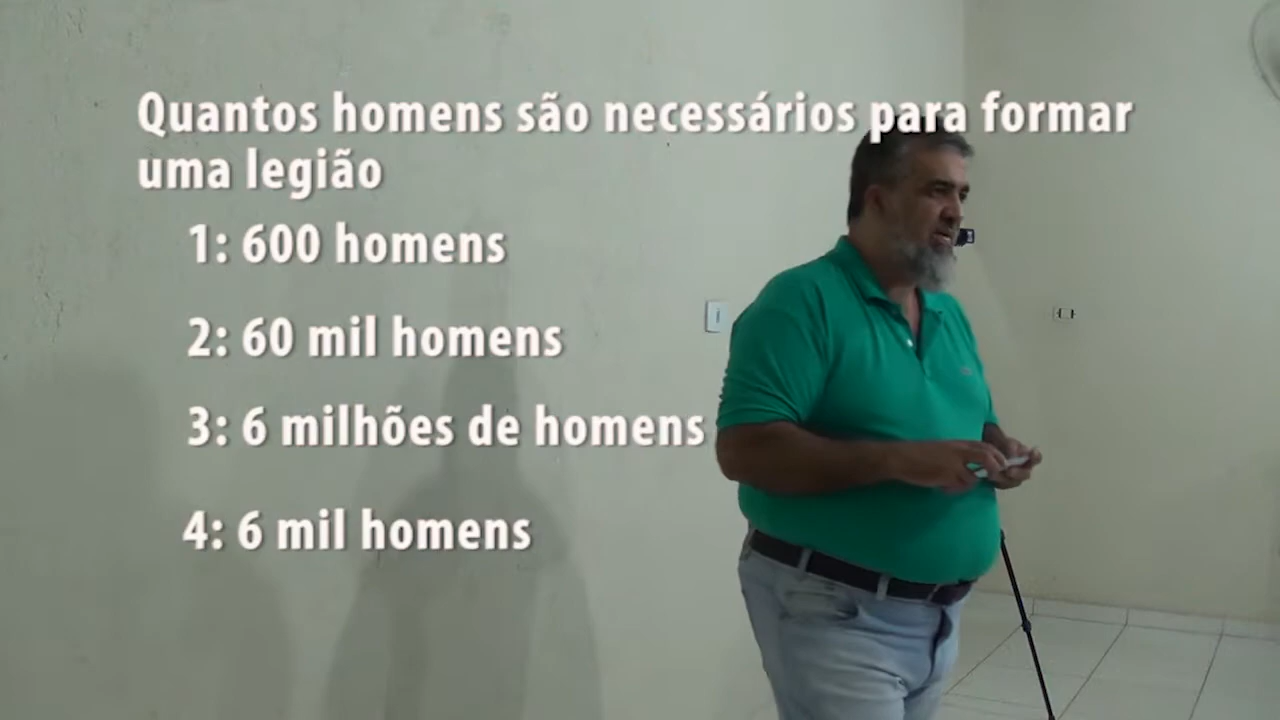 Quantos homens são necessários para formar
uma legião
1: 600 homens
2: 60 mil homens
3: 6 milhões de homens
4: 6 mil homens